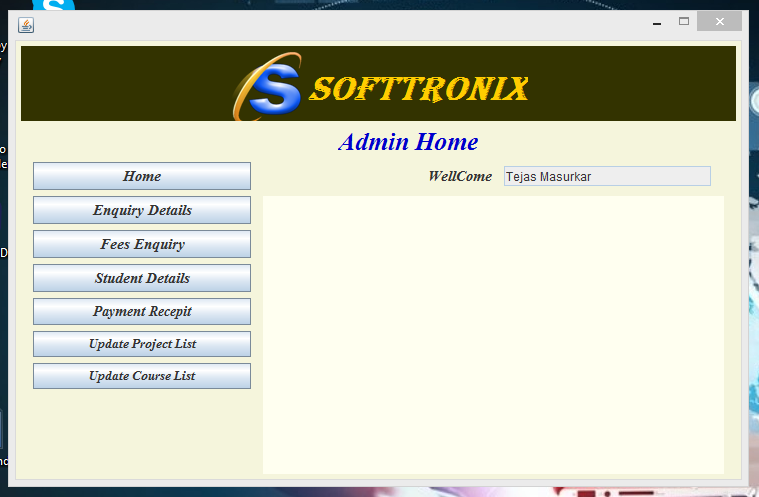 S SOFTTRONIX
Admin Home
Home
WellCome Tejas Masurkar
Enquiry Details
Fees Enquiry
Student Details
Payment Recepit
Update Project List
Update Course List